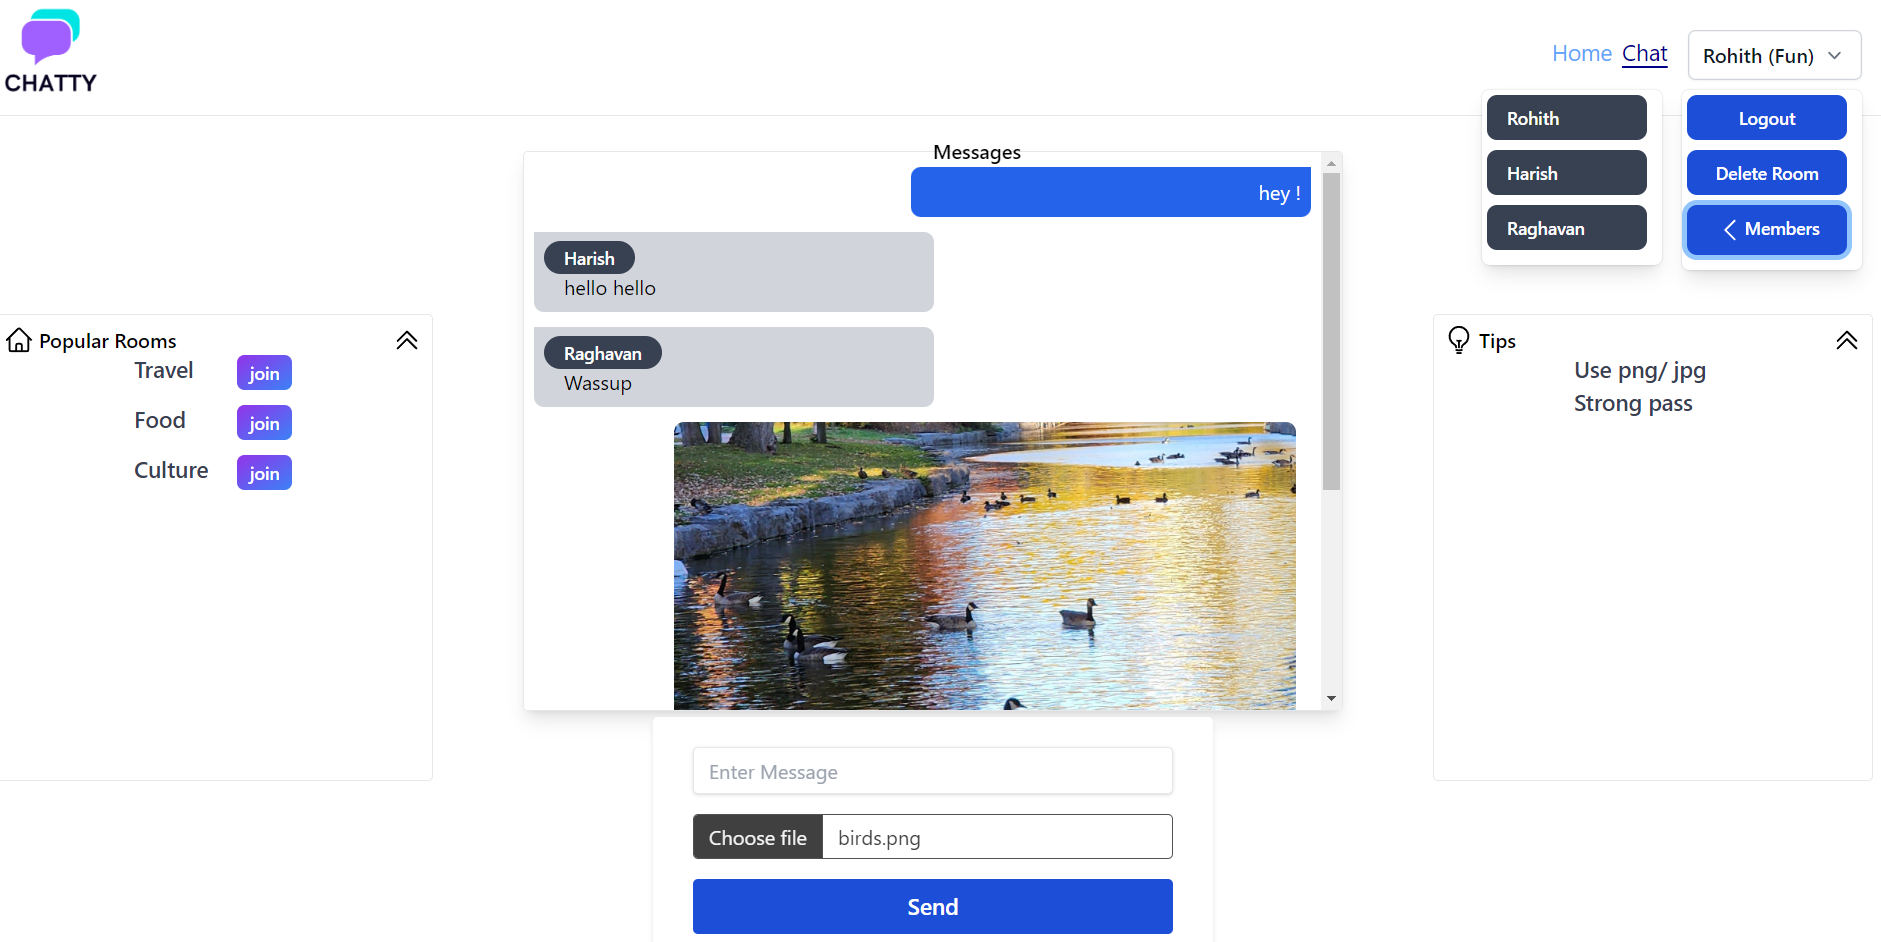 CHATTY
Home Chat Rohith (Fun)
Rohith
Harish
Raghavan
Logout
Delete Room
Members
Popular Rooms
Travel join
Food join
Culture join
Messages
hey !
Harish
hello hello
Raghavan
Wassup
Enter Message
Choose file birds.png
Send
Tips
Use png/ jpg
Strong pass